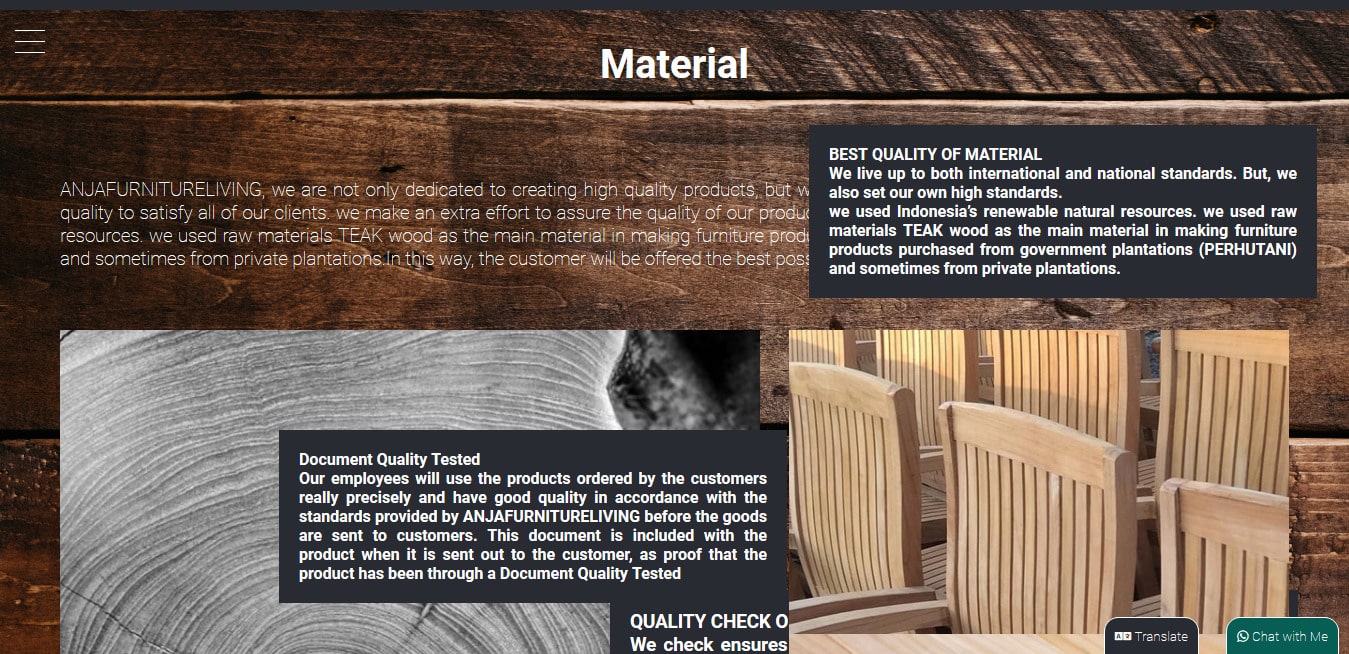 Material
ANJAFURNITURELIVING, we are not only dedicated to creating high quality products, but
quality to satisfy all of our clients. we make an extra effort to assure the quality of our
resources. we used raw materials TEAK wood as the main material in making furniture
and sometimes from private plantations.In this way, the customer will be offered the best
BEST QUALITY OF MATERIAL
We live up to both international and national standards. But, we
also set our own high standards.
we used Indonesia’s renewable natural resources. we used raw
materials TEAK wood as the main material in making furniture
products purchased from government plantations (PERHUTANI)
and sometimes from private plantations.
Document Quality Tested
Our employees will use the products ordered by the customers
really precisely and have good quality in accordance with the
standards provided by ANJAFURNITURELIVING before the goods
are sent to customers. This document is included with the
product when it is sent out to the customer, as proof that the
product has been through a Document Quality Tested
QUALITY CHECK
We check ensures
Translate
Chat with Me